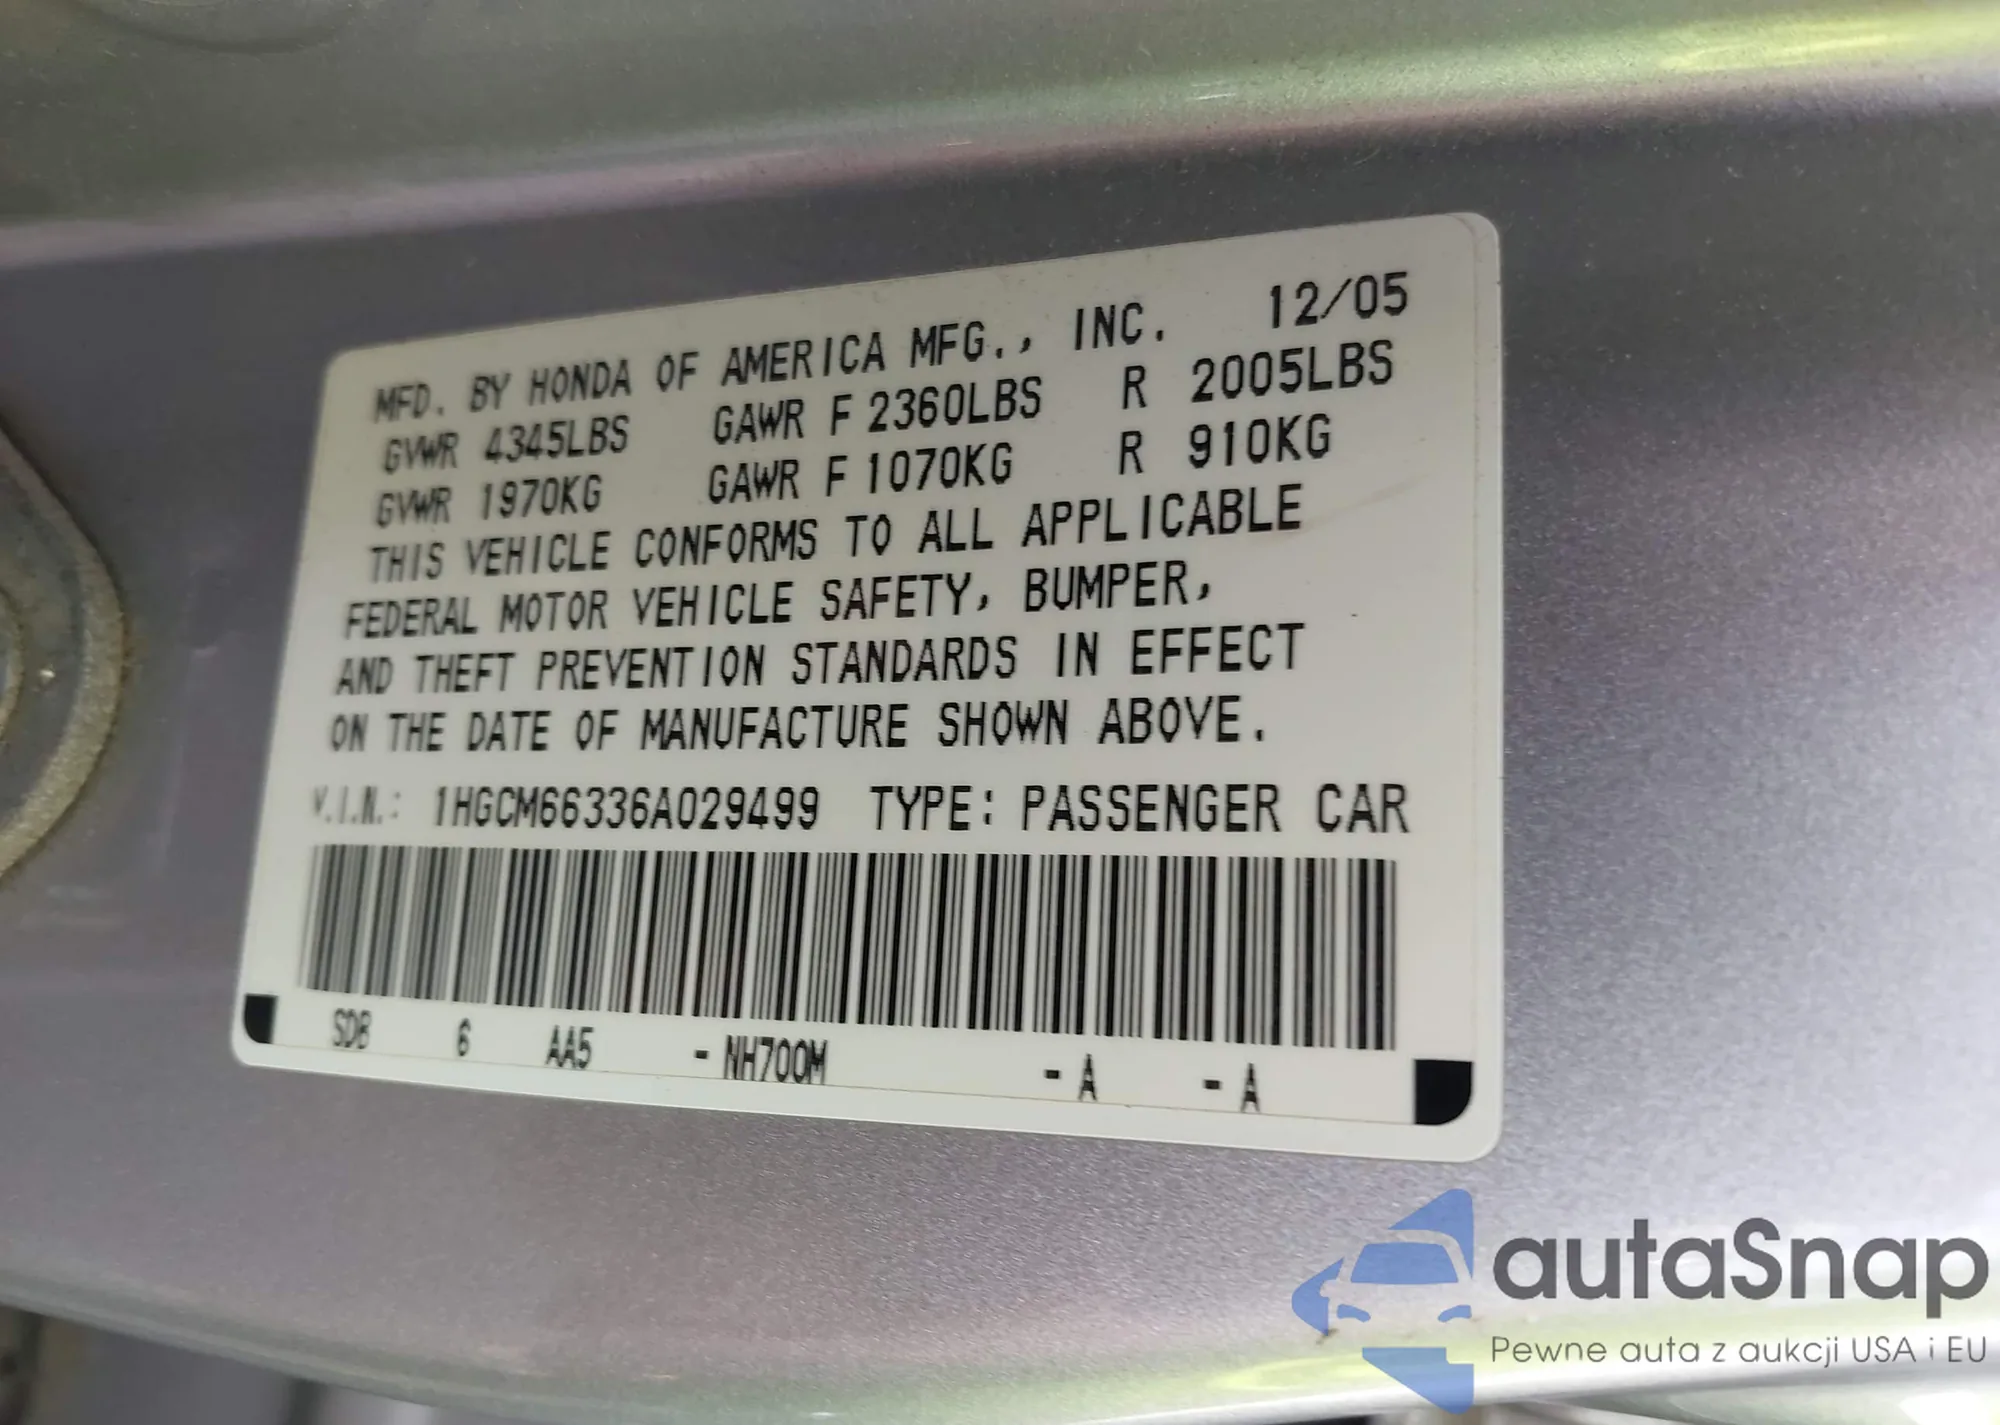 MFD. BY HONDA OF AMERICA MFG., INC. 12/05
GVWR 4345LBS GAWR F 2360LBS R 2005LBS
GVWR 1970KG GAWR F 1070KG R 910KG
THIS VEHICLE CONFORMS TO ALL APPLICABLE
FEDERAL MOTOR VEHICLE SAFETY, BUMPER,
AND THEFT PREVENTION STANDARDS IN EFFECT
ON THE DATE OF MANUFACTURE SHOWN ABOVE.
V.I.N.: 1HGCM66336A029499 TYPE: PASSENGER CAR
SDB 6 AA5 - NH700M - A - A
autaSnap
Pewne auta z aukcji USA i EU